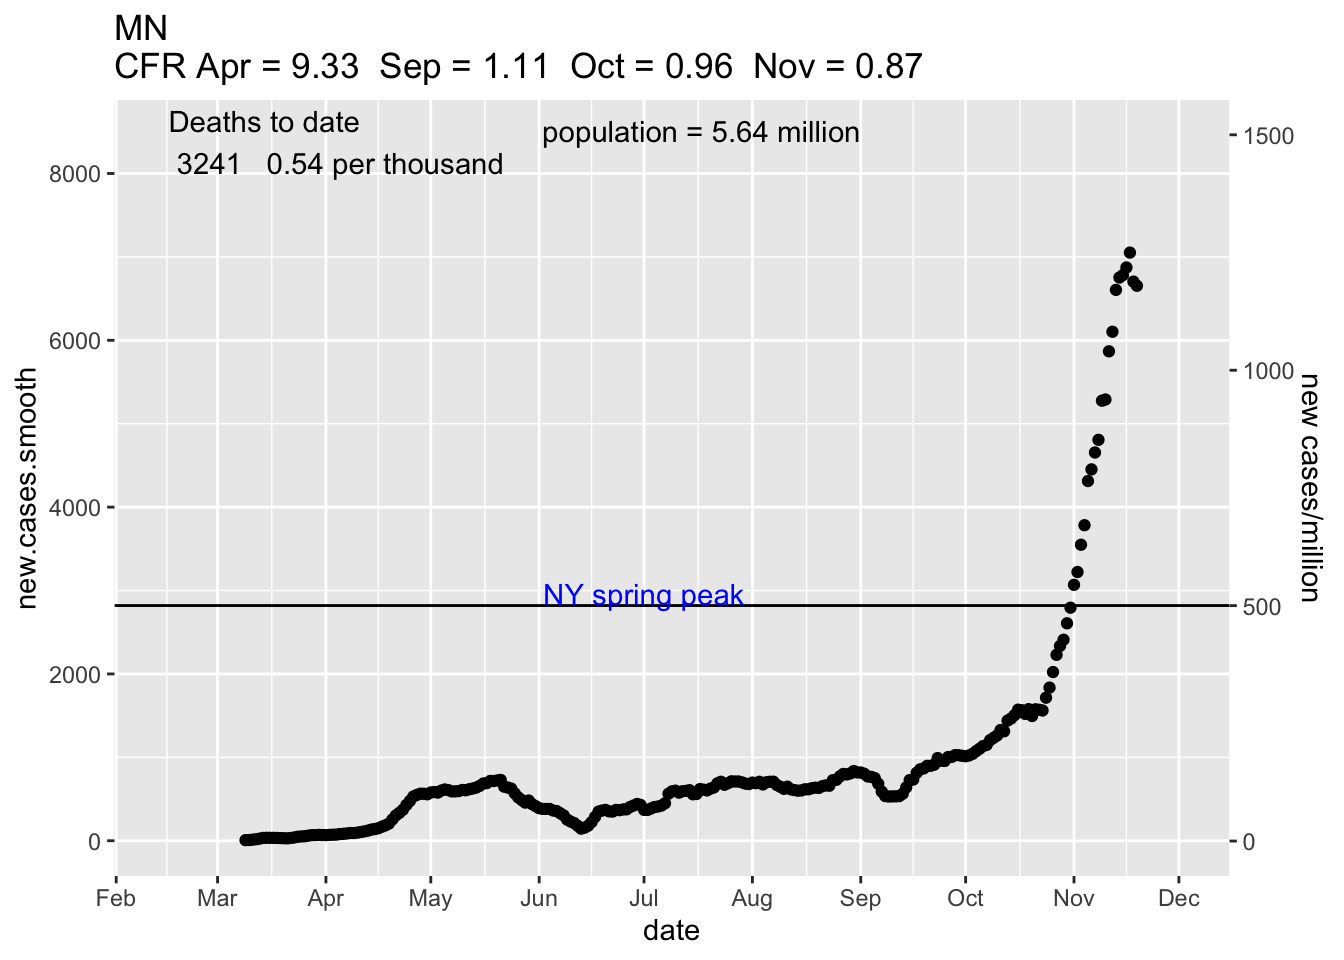 MN
CFR Apr = 9.33 Sep = 1.11 Oct = 0.96 Nov = 0.87
Deaths to date
3241 0.54 per thousand
population = 5.64 million
NY spring peak
new.cases.smooth
8000
6000
4000
2000
0
1500
1000
500
0
new cases/million
Feb Mar Apr May Jun Jul Aug Sep Oct Nov Dec
date